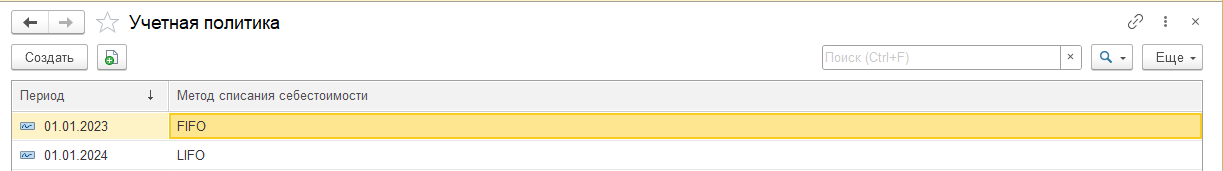 Учетная политика
Создать
Поиск (Ctrl+F)
×
Еще
Период ↓ Метод списания себестоимости
01.01.2023 FIFO
01.01.2024 LIFO